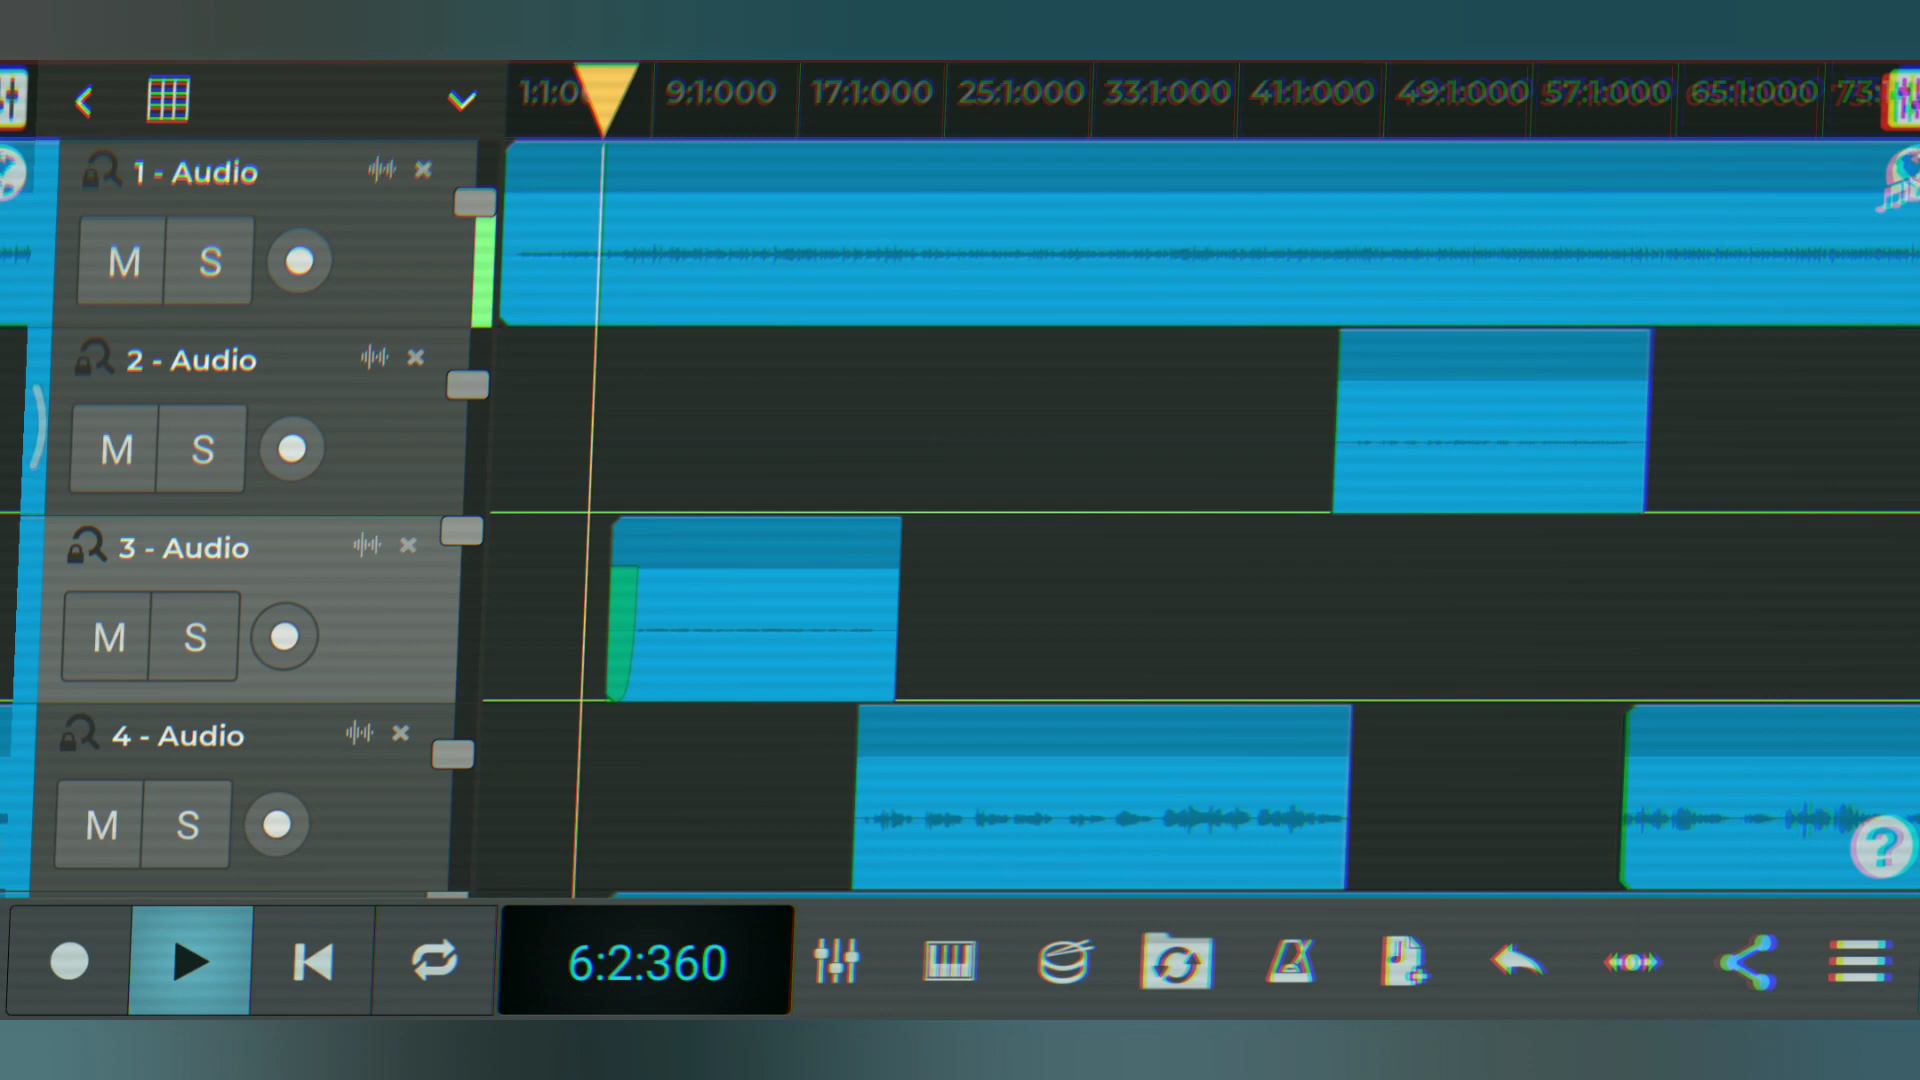 1:1:0 9:1:000 17:1:000 25:1:000 33:1:000 41:1:000 49:1:000 57:1:000 65:1:000 73:
1 - Audio
M S
2 - Audio
M S
3 - Audio
M S
4 - Audio
M S
?
6:2:360